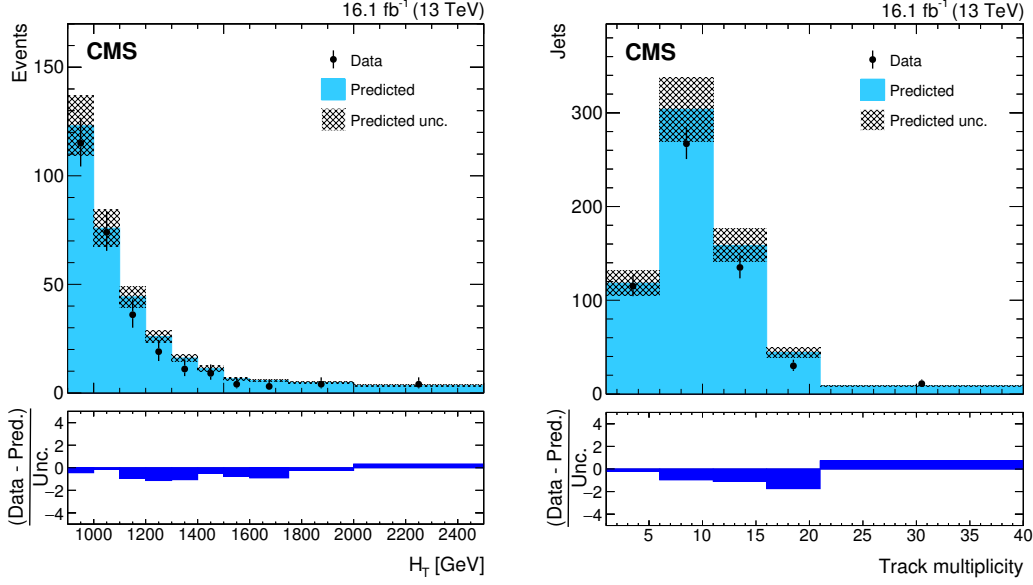 16.1 fb⁻¹ (13 TeV)
CMS
Data
Predicted
Predicted unc.
Events
150
100
50
0
(Data - Pred.)
Unc.
4
2
0
−2
−4
1000 1200 1400 1600 1800 2000 2200 2400
H_T [GeV]
16.1 fb⁻¹ (13 TeV)
CMS
Data
Predicted
Predicted unc.
Jets
300
200
100
0
(Data - Pred.)
Unc.
4
2
0
−2
−4
5 10 15 20 25 30 35 40
Track multiplicity